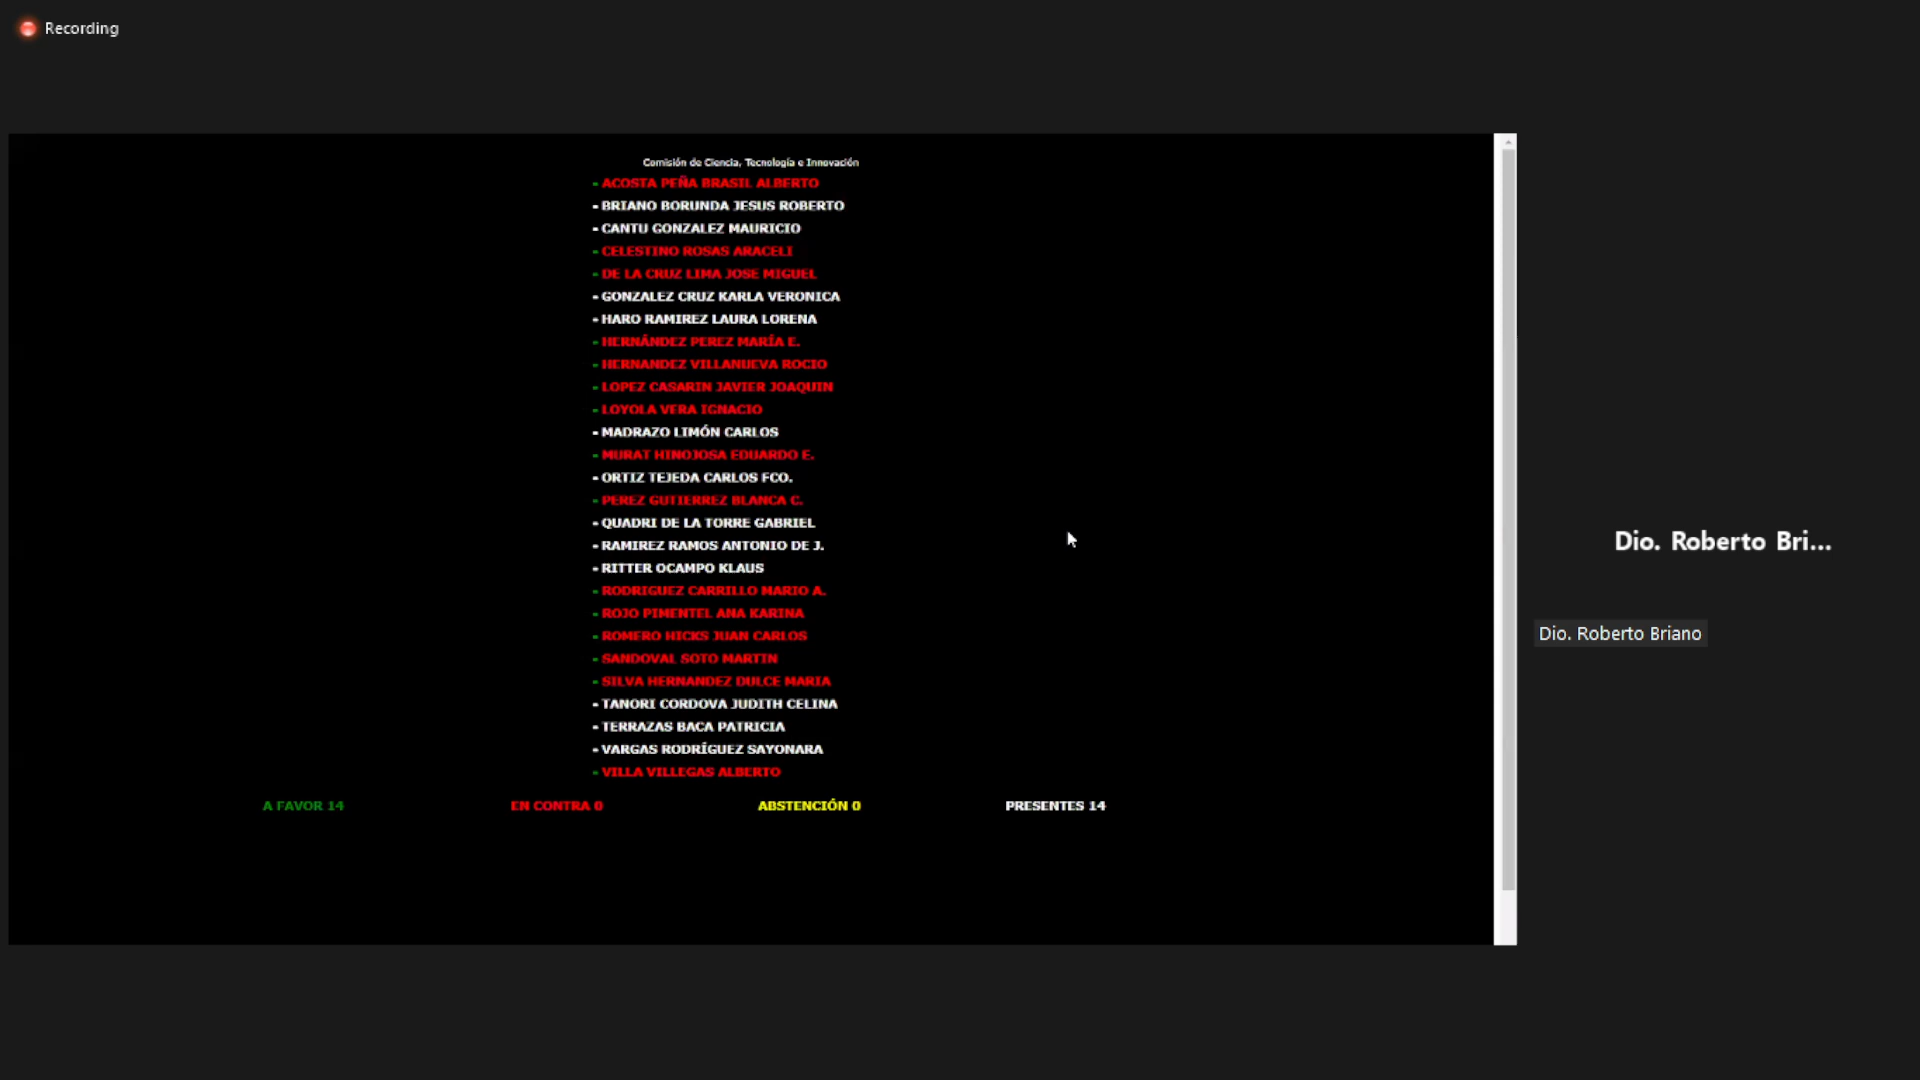 Recording
Comisión de Ciencia, Tecnología e Innovación
- ACOSTA PEÑA BRASIL ALBERTO
- BRIANO BORUNDA JESUS ROBERTO
- CANTU GONZALEZ MAURICIO
- CELESTINO ROSAS ARACELI
- DE LA CRUZ LIMA JOSE MIGUEL
- GONZALEZ CRUZ KARLA VERONICA
- HARO RAMIREZ LAURA LORENA
- HERNÁNDEZ PEREZ MARÍA E.
- HERNANDEZ VILLANUEVA ROCIO
- LOPEZ CASARIN JAVIER JOAQUIN
- LOYOLA VERA IGNACIO
- MADRAZO LIMÓN CARLOS
- MURAT HINOJOSA EDUARDO E.
- ORTIZ TEJEDA CARLOS FCO.
- PEREZ GUTIERREZ BLANCA C.
- QUADRI DE LA TORRE GABRIEL
- RAMIREZ RAMOS ANTONIO DE J.
- RITTER OCAMPO KLAUS
- RODRIGUEZ CARRILLO MARIO A.
- ROJO PIMENTEL ANA KARINA
- ROMERO HICKS JUAN CARLOS
- SANDOVAL SOTO MARTIN
- SILVA HERNANDEZ DULCE MARIA
- TANORI CORDOVA JUDITH CELINA
- TERRAZAS BACA PATRICIA
- VARGAS RODRÍGUEZ SAYONARA
- VILLA VILLEGAS ALBERTO
A FAVOR 14 EN CONTRA 0 ABSTENCIÓN 0 PRESENTES 14
Dio. Roberto Bri...
Dio. Roberto Briano